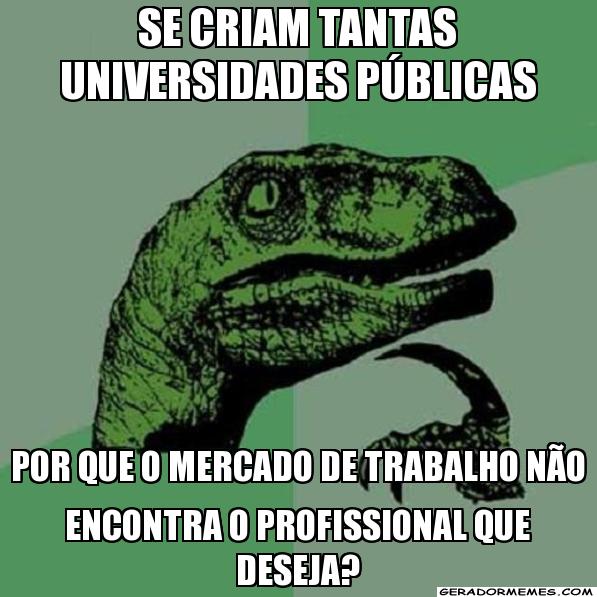 SE CRIAM TANTAS
UNIVERSIDADES PÚBLICAS
POR QUE O MERCADO DE TRABALHO NÃO
ENCONTRA O PROFISSIONAL QUE
DESEJA?
GERADORMEMES.COM